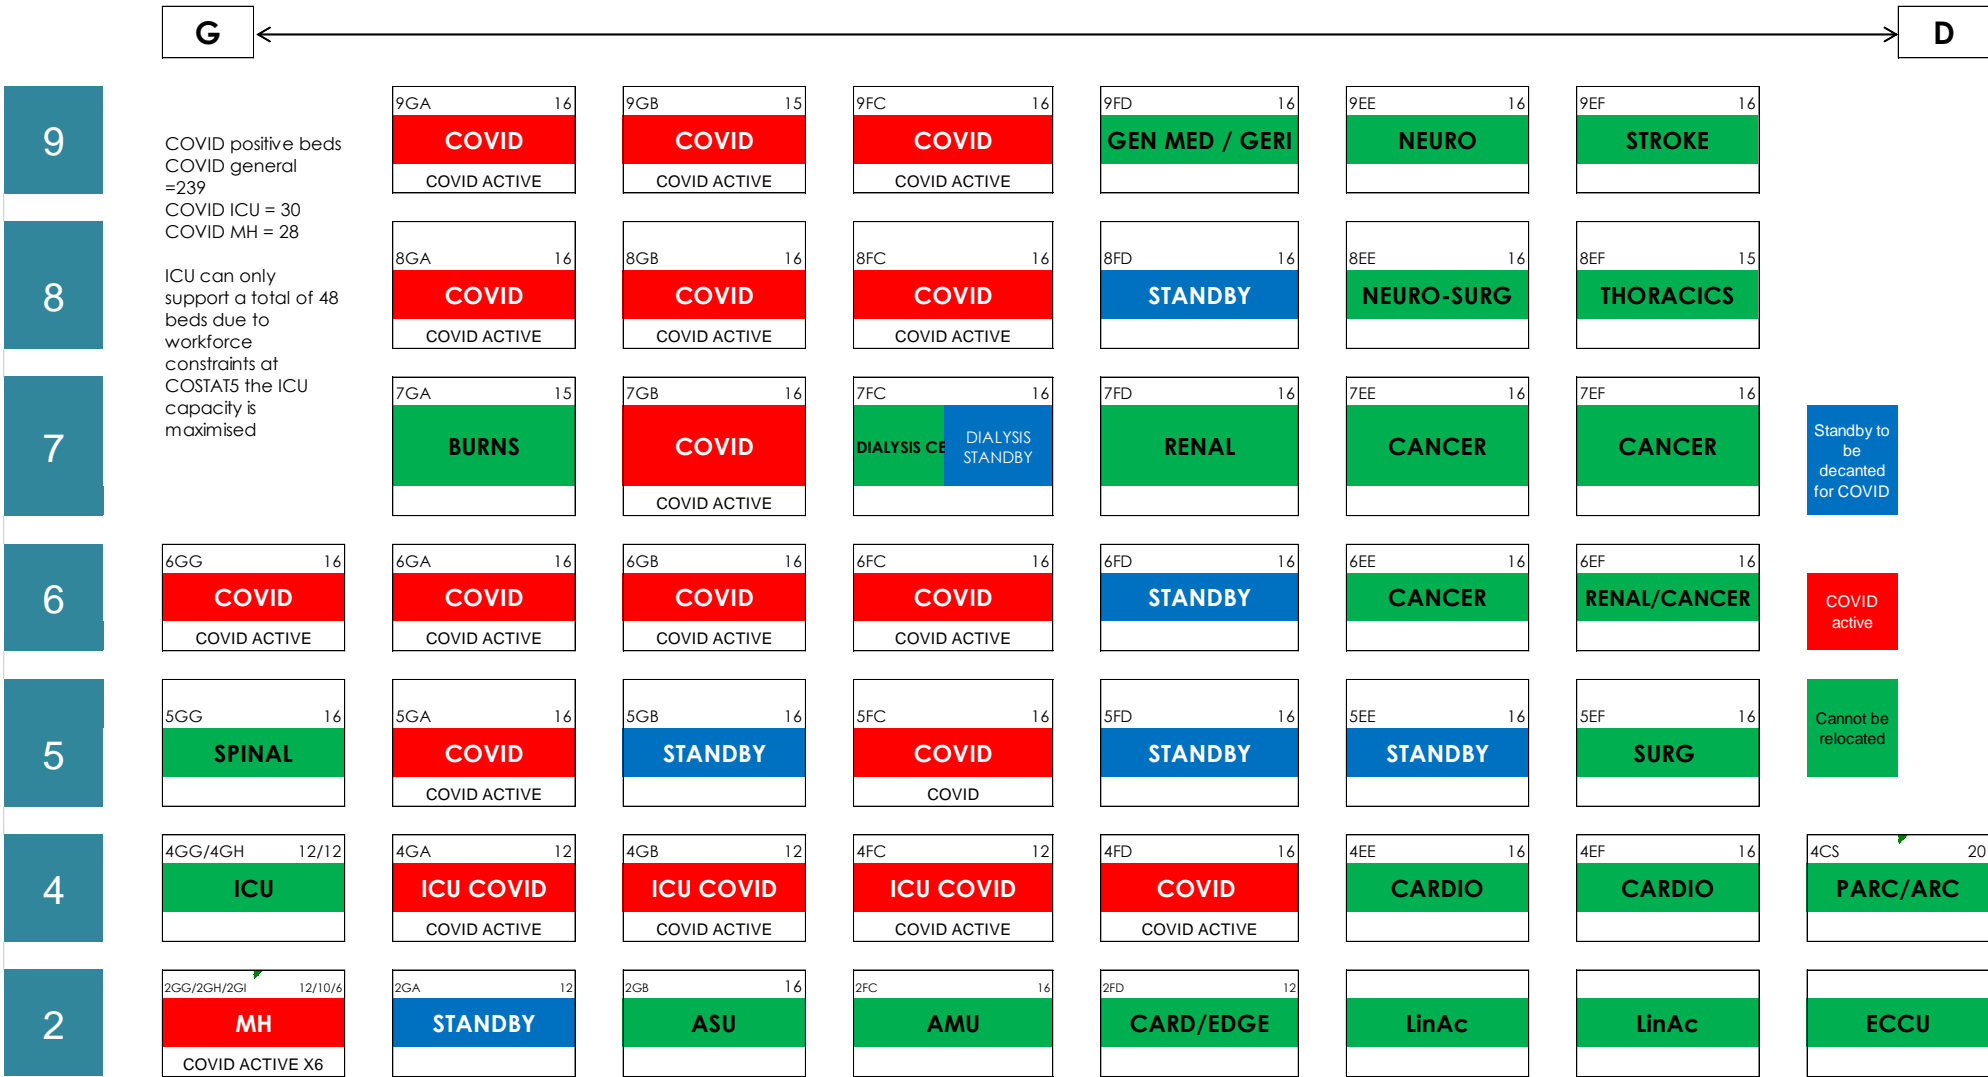 G
D
9
COVID positive beds
COVID general
=239
COVID ICU = 30
COVID MH = 28
9GA 16
COVID
COVID ACTIVE
9GB 15
COVID
COVID ACTIVE
9FC 16
COVID
COVID ACTIVE
9FD 16
GEN MED / GERI
9EE 16
NEURO
9EF 16
STROKE
8
ICU can only
support a total of 48
beds due to
workforce
constraints at
COSTAT5 the ICU
capacity is
maximised
8GA 16
COVID
COVID ACTIVE
8GB 16
COVID
COVID ACTIVE
8FC 16
COVID
COVID ACTIVE
8FD 16
STANDBY
8EE 16
NEURO-SURG
8EF 15
THORACICS
7
7GA 15
BURNS
7GB 16
COVID
COVID ACTIVE
7FC 16
DIALYSIS CE
DIALYSIS
STANDBY
7FD 16
RENAL
7EE 16
CANCER
7EF 16
CANCER
Standby to
be
decanted
for COVID
6
6GG 16
COVID
COVID ACTIVE
6GA 16
COVID
COVID ACTIVE
6GB 16
COVID
COVID ACTIVE
6FC 16
COVID
COVID ACTIVE
6FD 16
STANDBY
6EE 16
CANCER
6EF 16
RENAL/CANCER
COVID
active
5
5GG 16
SPINAL
5GA 16
COVID
COVID ACTIVE
5GB 16
STANDBY
5FC 16
COVID
COVID
5FD 16
STANDBY
5EE 16
STANDBY
5EF 16
SURG
Cannot be
relocated
4
4GG/4GH 12/12
ICU
4GA 12
ICU COVID
COVID ACTIVE
4GB 12
ICU COVID
COVID ACTIVE
4FC 12
ICU COVID
COVID ACTIVE
4FD 16
COVID
COVID ACTIVE
4EE 16
CARDIO
4EF 16
CARDIO
4CS 20
PARC/ARC
2
2GG/2GH/2GI 12/10/6
MH
COVID ACTIVE X6
2GA 12
STANDBY
2GB 16
ASU
2FC 16
AMU
2FD 12
CARD/EDGE
LinAc
LinAc
ECCU